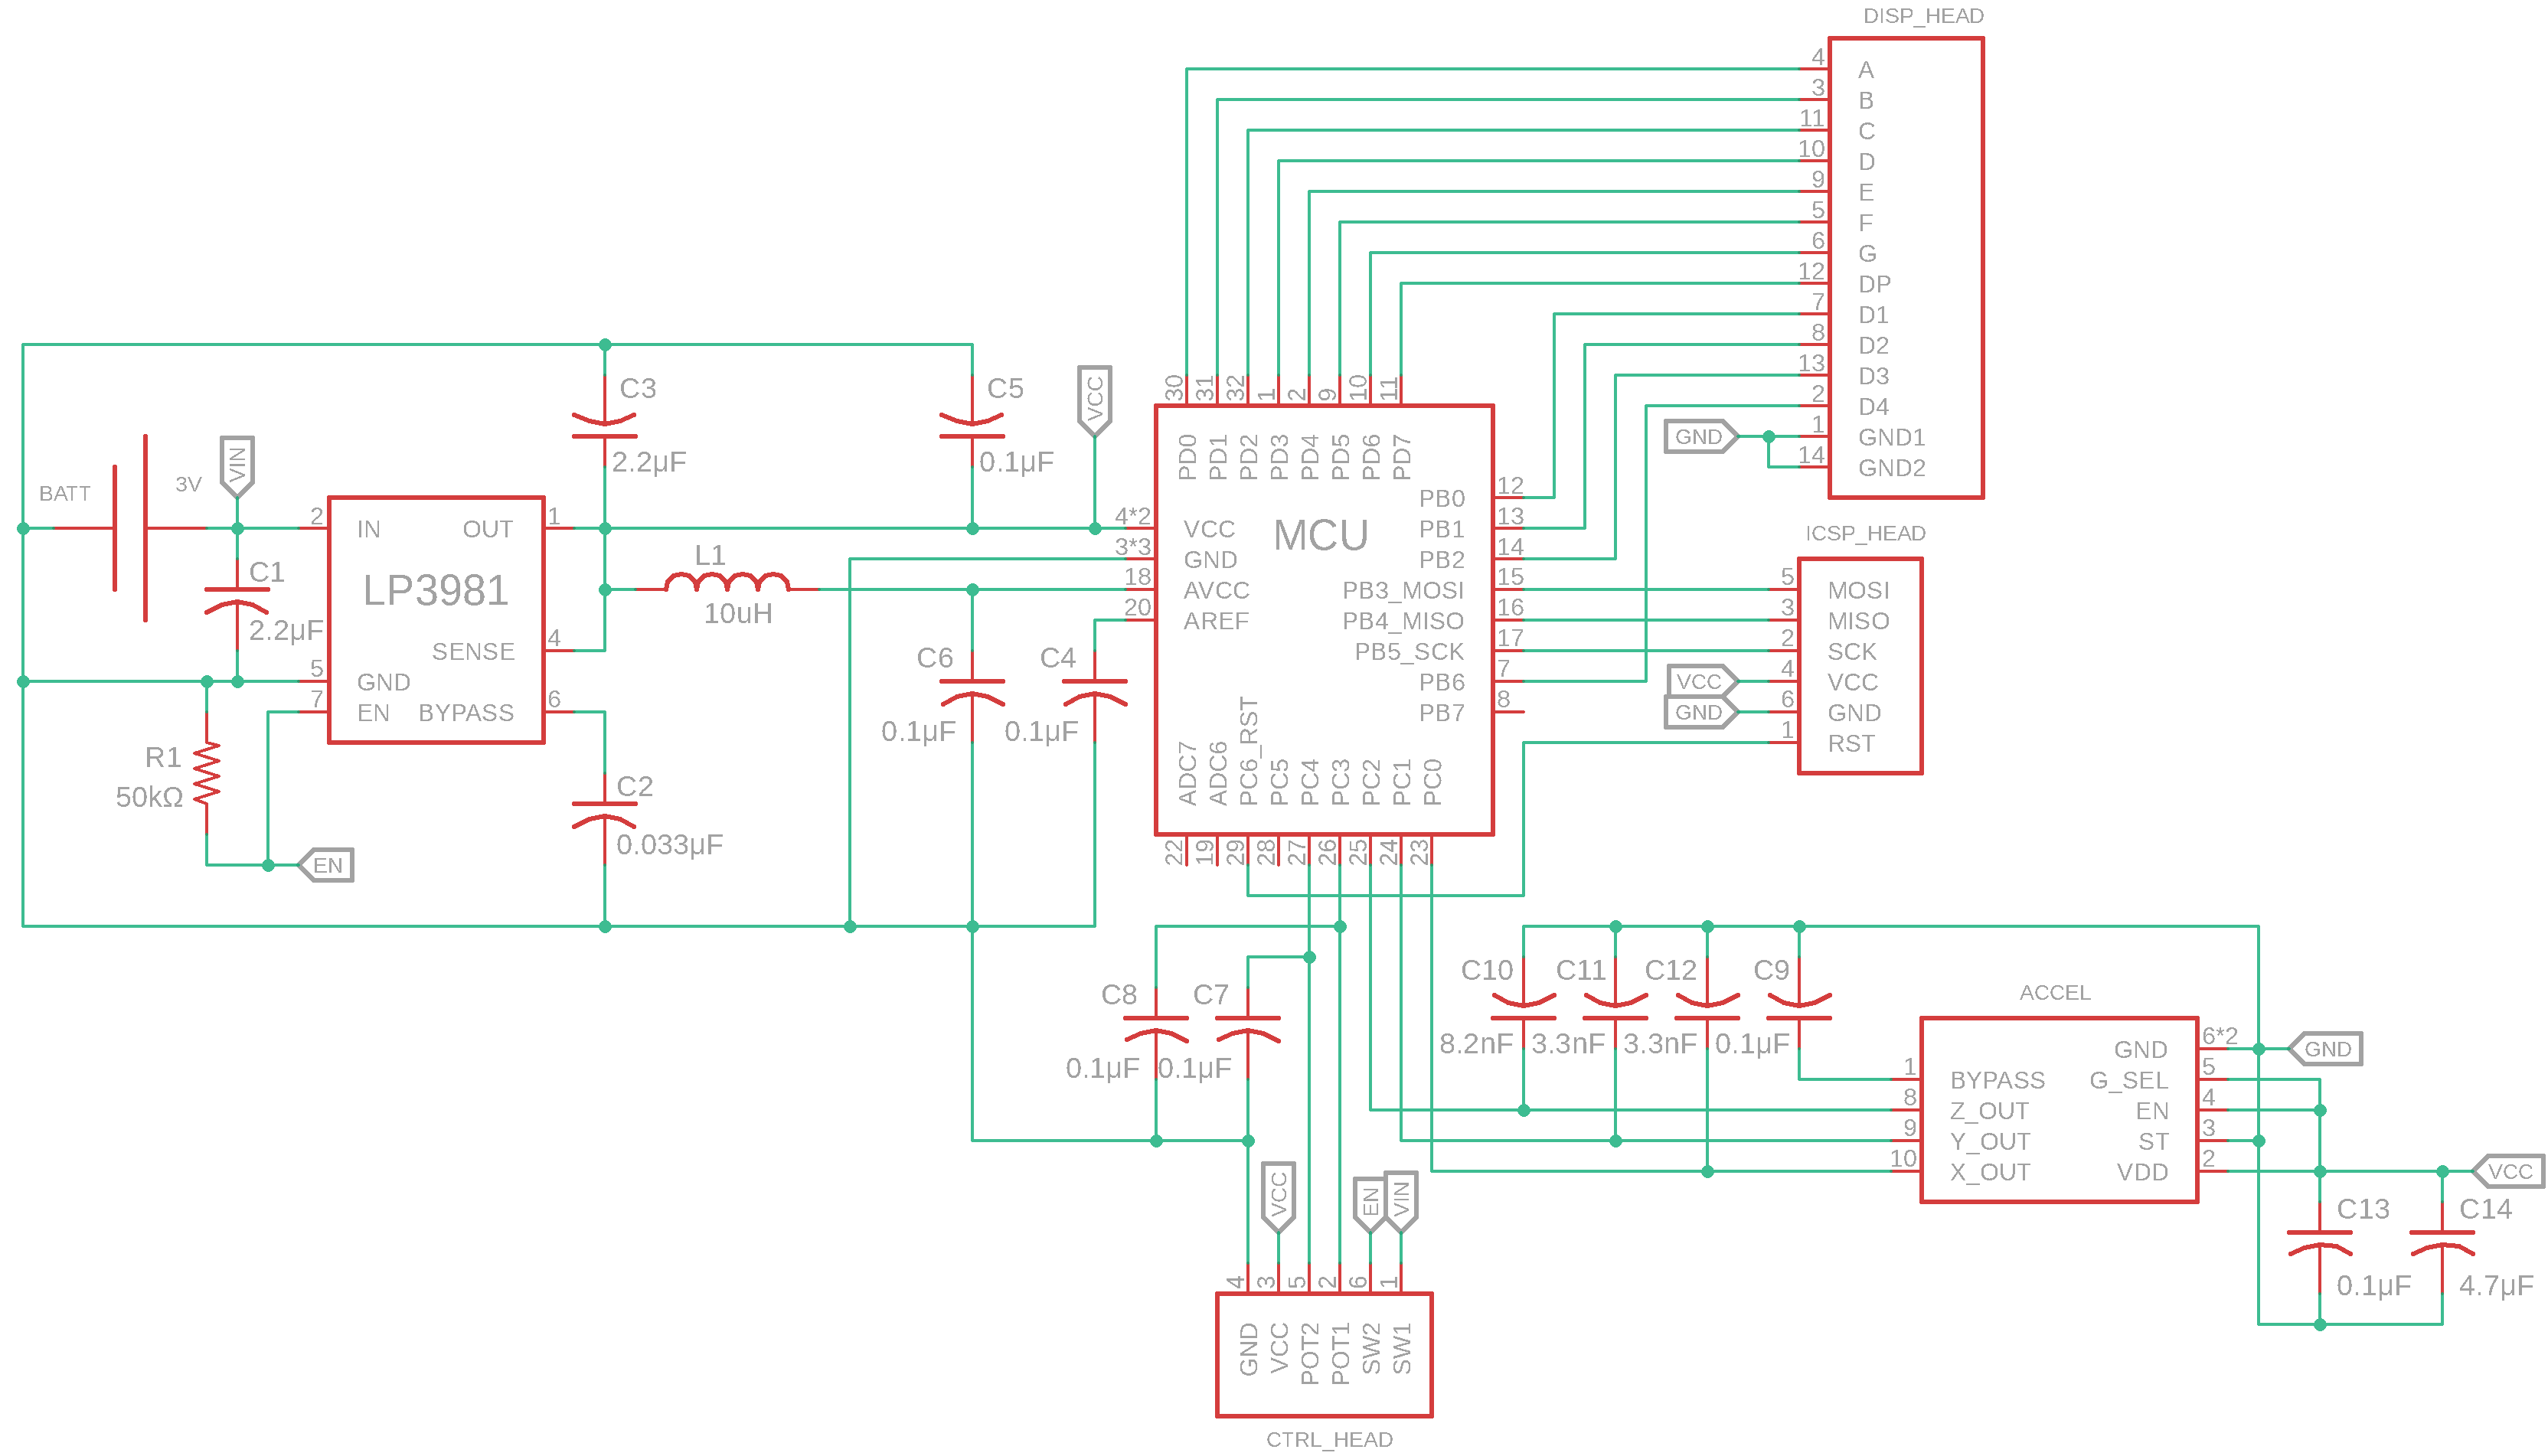 DISP_HEAD
4 A
3 B
11 C
10 D
9 E
5 F
6 G
12 DP
7 D1
8 D2
13 D3
2 D4
1 GND1
14 GND2
GND
ICSP_HEAD
5 MOSI
3 MISO
2 SCK
4 VCC
6 GND
1 RST
VCC
GND
BATT
3V
VIN
C1
2.2µF
LP3981
2 IN
5 GND
7 EN
OUT 1
SENSE 4
BYPASS 6
R1
50kΩ
EN
C3
2.2µF
C5
0.1µF
VCC
L1
10uH
C2
0.033µF
C6
0.1µF
C4
0.1µF
MCU
30 31 32 1 2 9 10 11
PD0 PD1 PD2 PD3 PD4 PD5 PD6 PD7
4*2 VCC
3*3 GND
18 AVCC
20 AREF
PB0 12
PB1 13
PB2 14
PB3_MOSI 15
PB4_MISO 16
PB5_SCK 17
PB6 7
PB7 8
ADC7 ADC6 PC6_RST PC5 PC4 PC3 PC2 PC1 PC0
22 19 29 28 27 26 25 24 23
C8
0.1µF
C7
0.1µF
C10
8.2nF
C11
3.3nF
C12
3.3nF
C9
0.1µF
ACCEL
1 BYPASS
8 Z_OUT
9 Y_OUT
10 X_OUT
GND 6*2
G_SEL 5
EN 4
ST 3
VDD 2
GND
VCC
C13
0.1µF
C14
4.7µF
VCC
EN
VIN
4 3 5 2 6 1
GND VCC POT2 POT1 SW2 SW1
CTRL_HEAD